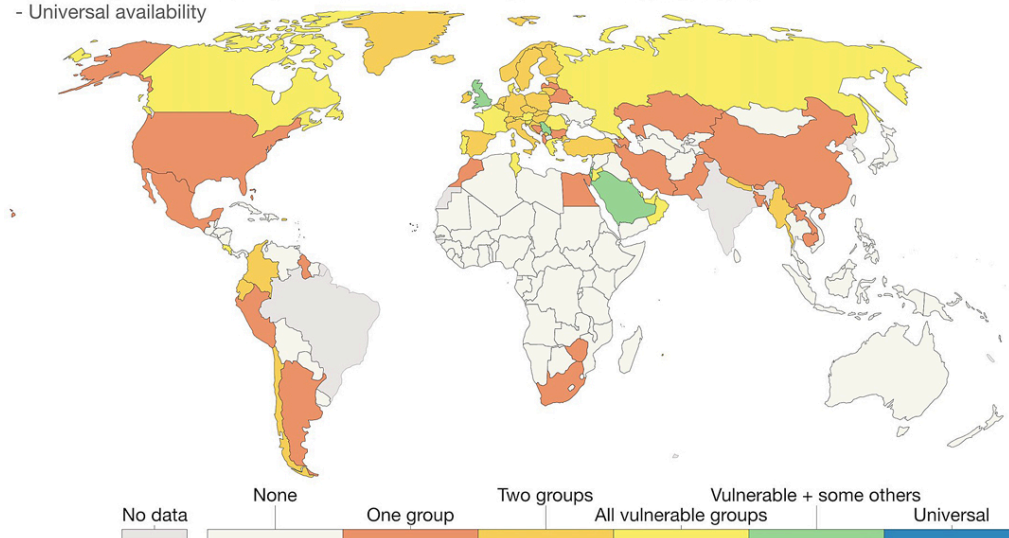 - Universal availability
None
Two groups
Vulnerable + some others
No data
One group
All vulnerable groups
Universal